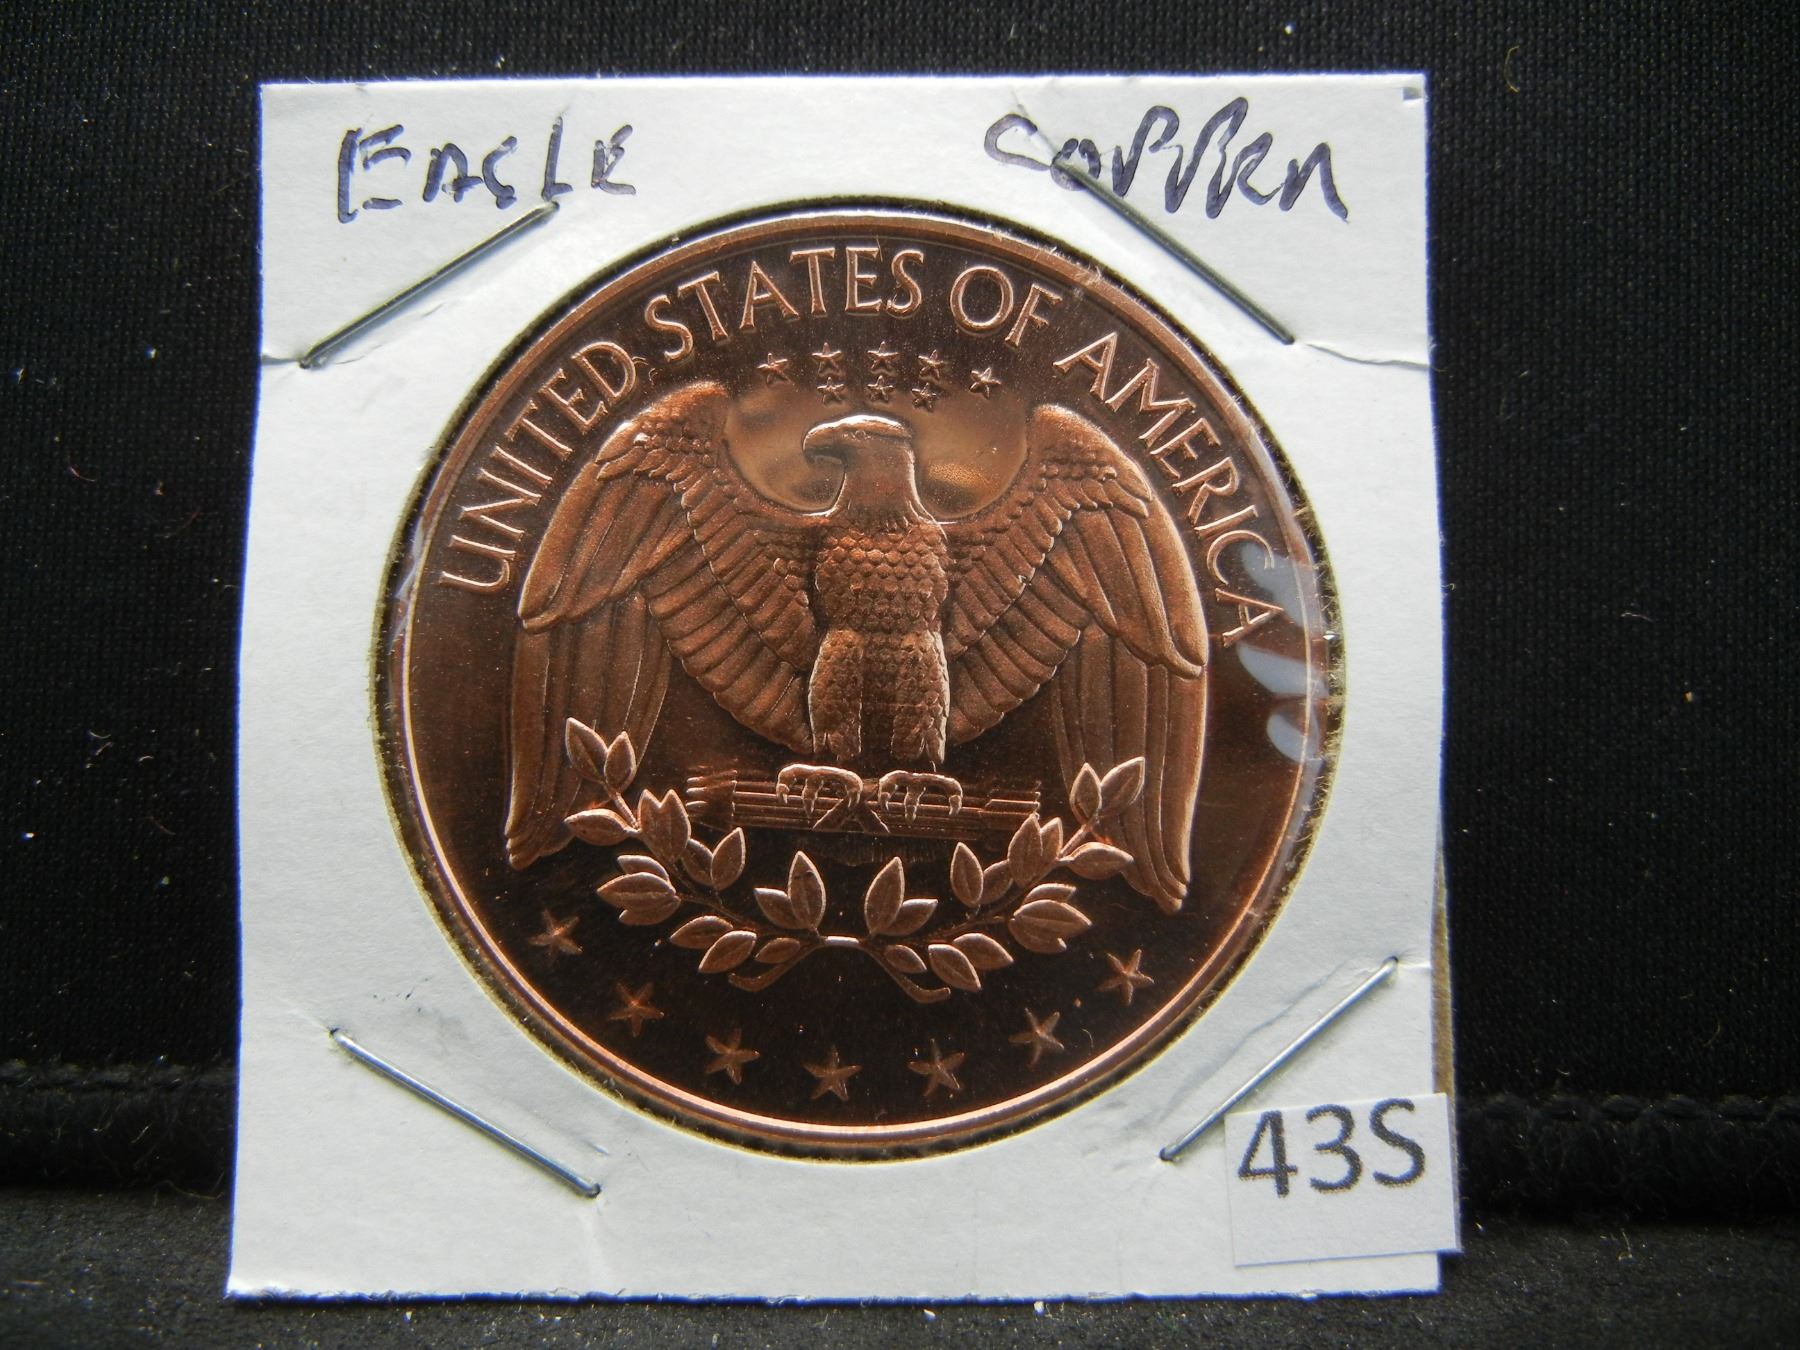 EAGLE COPPER
UNITED STATES OF AMERICA
43S